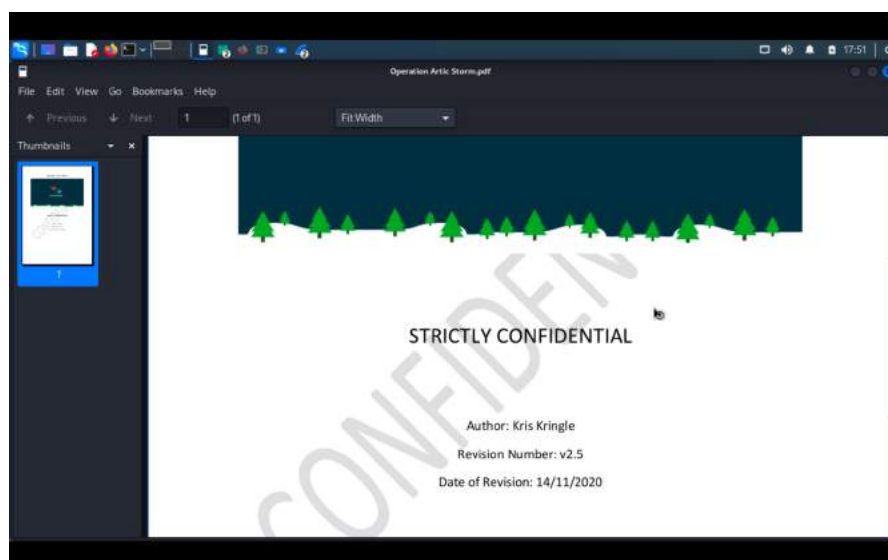 17:51
Operation Artic Storm.pdf
File Edit View Go Bookmarks Help
Previous Next 1 (1 of 1) Fit Width
Thumbnails
1
STRICTLY CONFIDENTIAL
Author: Kris Kringle
Revision Number: v2.5
Date of Revision: 14/11/2020
CONFIDEN